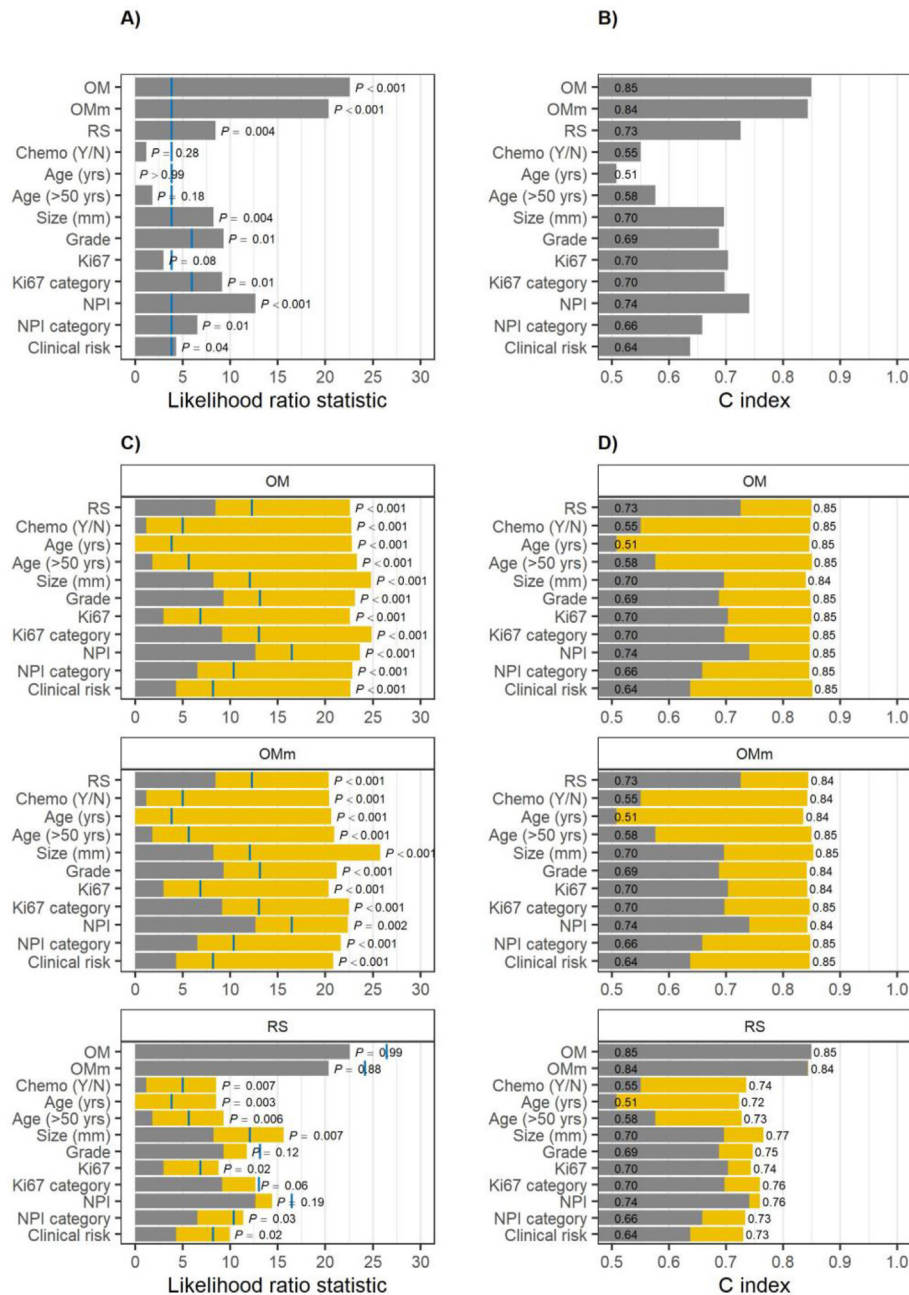 A)
OM P < 0.001
OMm P < 0.001
RS P = 0.004
Chemo (Y/N) P = 0.28
Age (yrs) P > 0.99
Age (>50 yrs) P = 0.18
Size (mm) P = 0.004
Grade P = 0.01
Ki67 P = 0.08
Ki67 category P = 0.01
NPI P < 0.001
NPI category P = 0.01
Clinical risk P = 0.04
0 5 10 15 20 25 30
Likelihood ratio statistic
B)
OM 0.85
OMm 0.84
RS 0.73
Chemo (Y/N) 0.55
Age (yrs) 0.51
Age (>50 yrs) 0.58
Size (mm) 0.70
Grade 0.69
Ki67 0.70
Ki67 category 0.70
NPI 0.74
NPI category 0.66
Clinical risk 0.64
0.5 0.6 0.7 0.8 0.9 1.0
C index
C)
OM
RS P < 0.001
Chemo (Y/N) P < 0.001
Age (yrs) P < 0.001
Age (>50 yrs) P < 0.001
Size (mm) P < 0.001
Grade P < 0.001
Ki67 P < 0.001
Ki67 category P < 0.001
NPI P < 0.001
NPI category P < 0.001
Clinical risk P < 0.001
0 5 10 15 20 25 30
OMm
RS P < 0.001
Chemo (Y/N) P < 0.001
Age (yrs) P < 0.001
Age (>50 yrs) P < 0.001
Size (mm) P < 0.001
Grade P < 0.001
Ki67 P < 0.001
Ki67 category P < 0.001
NPI P = 0.002
NPI category P < 0.001
Clinical risk P < 0.001
0 5 10 15 20 25 30
RS
OM P = 0.99
OMm P = 0.88
Chemo (Y/N) P = 0.007
Age (yrs) P = 0.003
Age (>50 yrs) P = 0.006
Size (mm) P = 0.007
Grade P = 0.12
Ki67 P = 0.02
Ki67 category P = 0.06
NPI P = 0.19
NPI category P = 0.03
Clinical risk P = 0.02
0 5 10 15 20 25 30
Likelihood ratio statistic
D)
OM
RS 0.73 0.85
Chemo (Y/N) 0.55 0.85
Age (yrs) 0.51 0.85
Age (>50 yrs) 0.58 0.85
Size (mm) 0.70 0.84
Grade 0.69 0.85
Ki67 0.70 0.85
Ki67 category 0.70 0.85
NPI 0.74 0.85
NPI category 0.66 0.85
Clinical risk 0.64 0.85
0.5 0.6 0.7 0.8 0.9 1.0
OMm
RS 0.73 0.84
Chemo (Y/N) 0.55 0.84
Age (yrs) 0.51 0.84
Age (>50 yrs) 0.58 0.85
Size (mm) 0.70 0.85
Grade 0.69 0.84
Ki67 0.70 0.84
Ki67 category 0.70 0.84
NPI 0.74 0.84
NPI category 0.66 0.85
Clinical risk 0.64 0.85
0.5 0.6 0.7 0.8 0.9 1.0
RS
OM 0.85 0.85
OMm 0.84 0.84
Chemo (Y/N) 0.55 0.74
Age (yrs) 0.51 0.72
Age (>50 yrs) 0.58 0.73
Size (mm) 0.70 0.77
Grade 0.69 0.75
Ki67 0.70 0.74
Ki67 category 0.70 0.76
NPI 0.74 0.76
NPI category 0.66 0.73
Clinical risk 0.64 0.73
0.5 0.6 0.7 0.8 0.9 1.0
C index